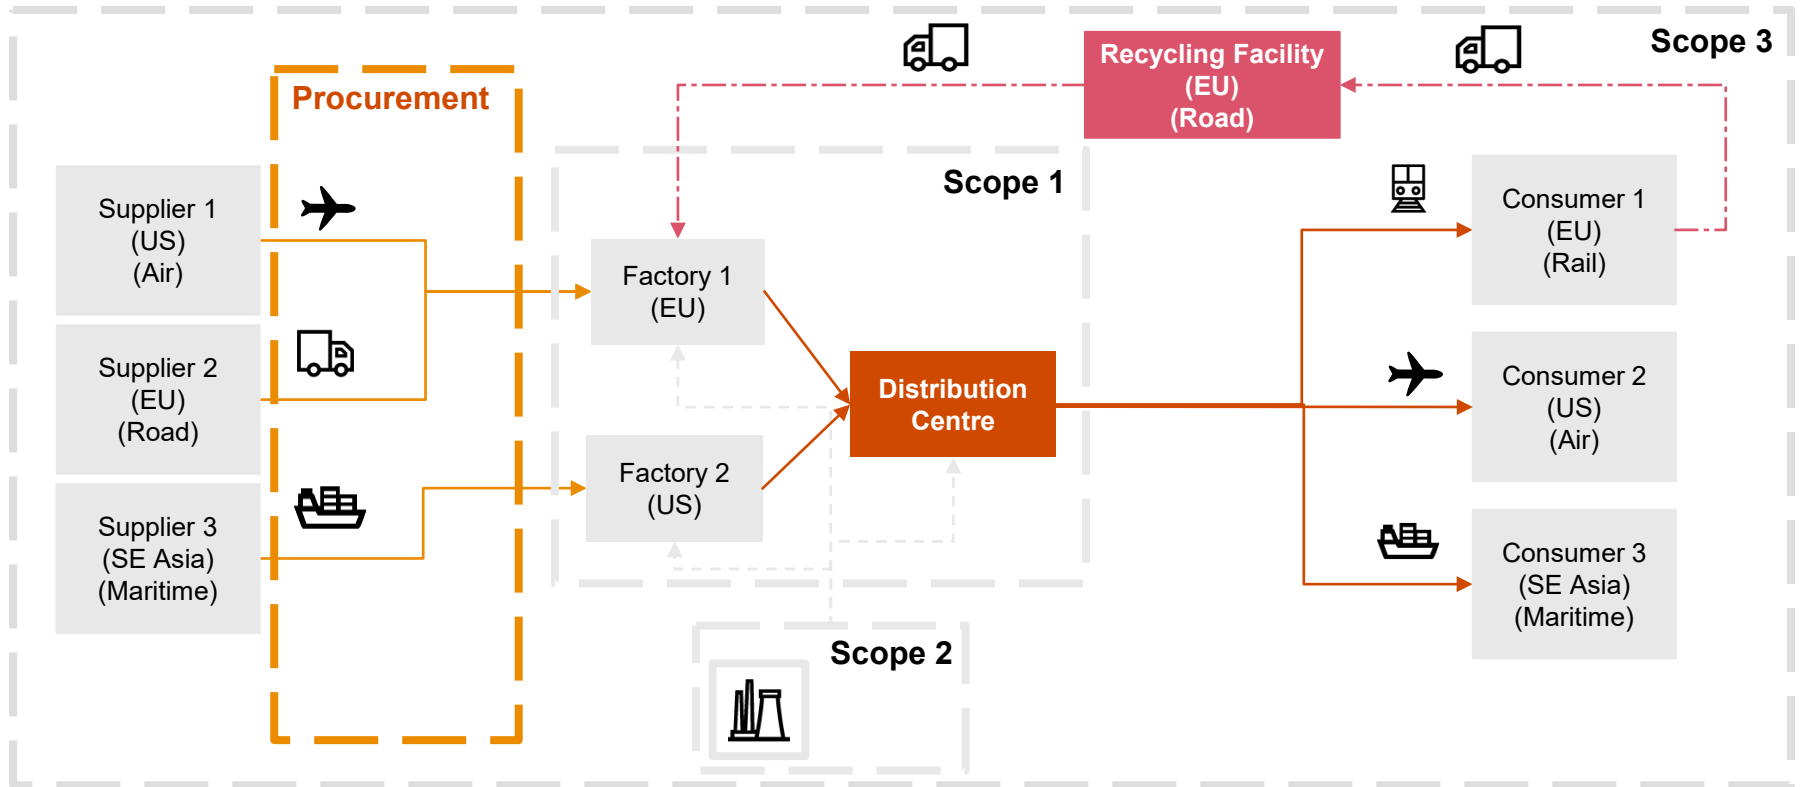 Scope 3
Recycling Facility
(EU)
(Road)
Procurement
Scope 1
Supplier 1
(US)
(Air)
Supplier 2
(EU)
(Road)
Supplier 3
(SE Asia)
(Maritime)
Factory 1
(EU)
Factory 2
(US)
Distribution
Centre
Consumer 1
(EU)
(Rail)
Consumer 2
(US)
(Air)
Consumer 3
(SE Asia)
(Maritime)
Scope 2